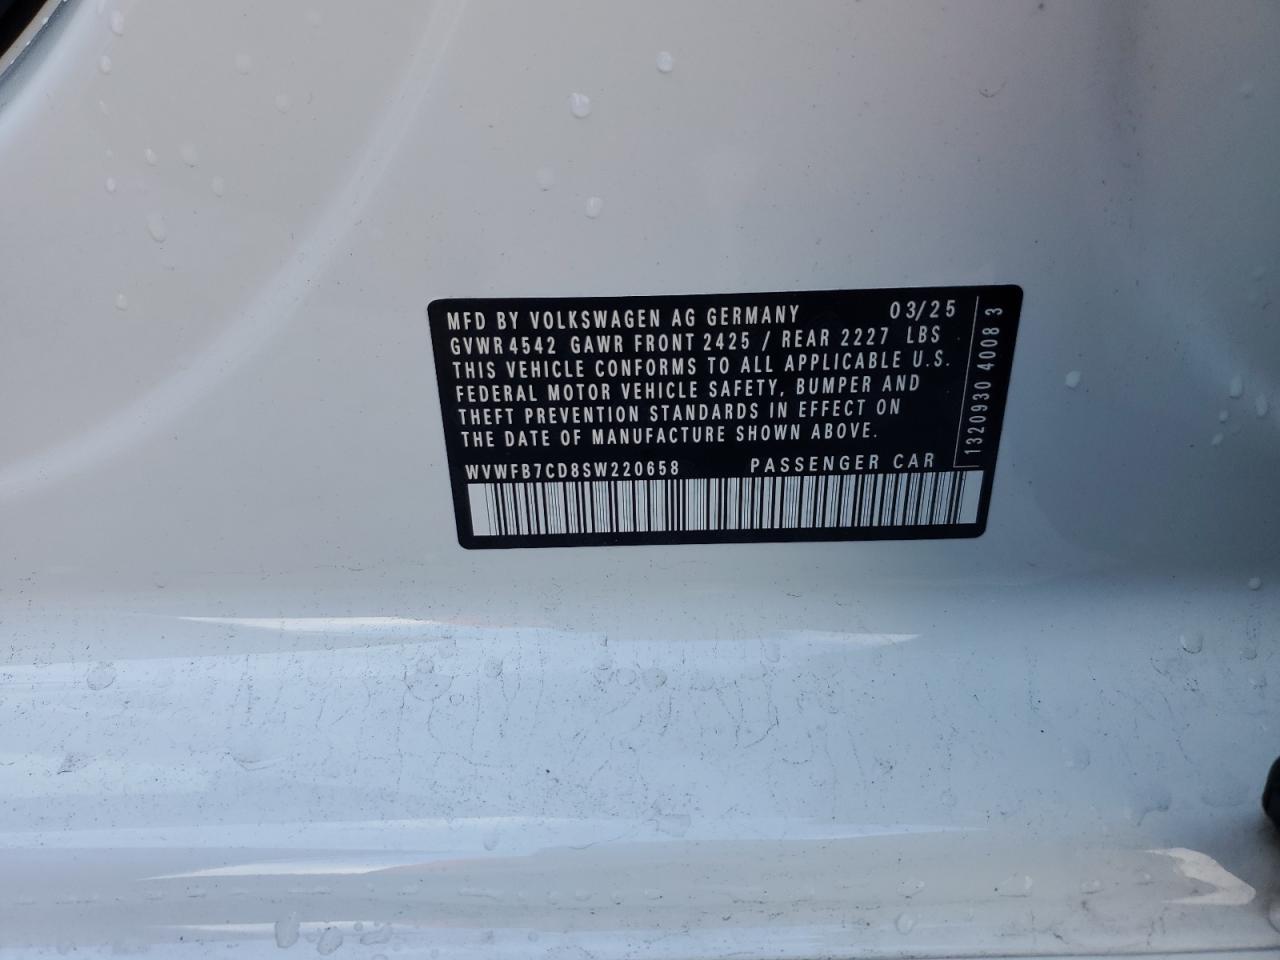 MFD BY VOLKSWAGEN AG GERMANY 03/25
GVWR 4542 GAWR FRONT 2425 / REAR 2227 LBS
THIS VEHICLE CONFORMS TO ALL APPLICABLE U.S.
FEDERAL MOTOR VEHICLE SAFETY, BUMPER AND
THEFT PREVENTION STANDARDS IN EFFECT ON
THE DATE OF MANUFACTURE SHOWN ABOVE.
WVWFB7CD8SW220658 PASSENGER CAR
1320930 40083